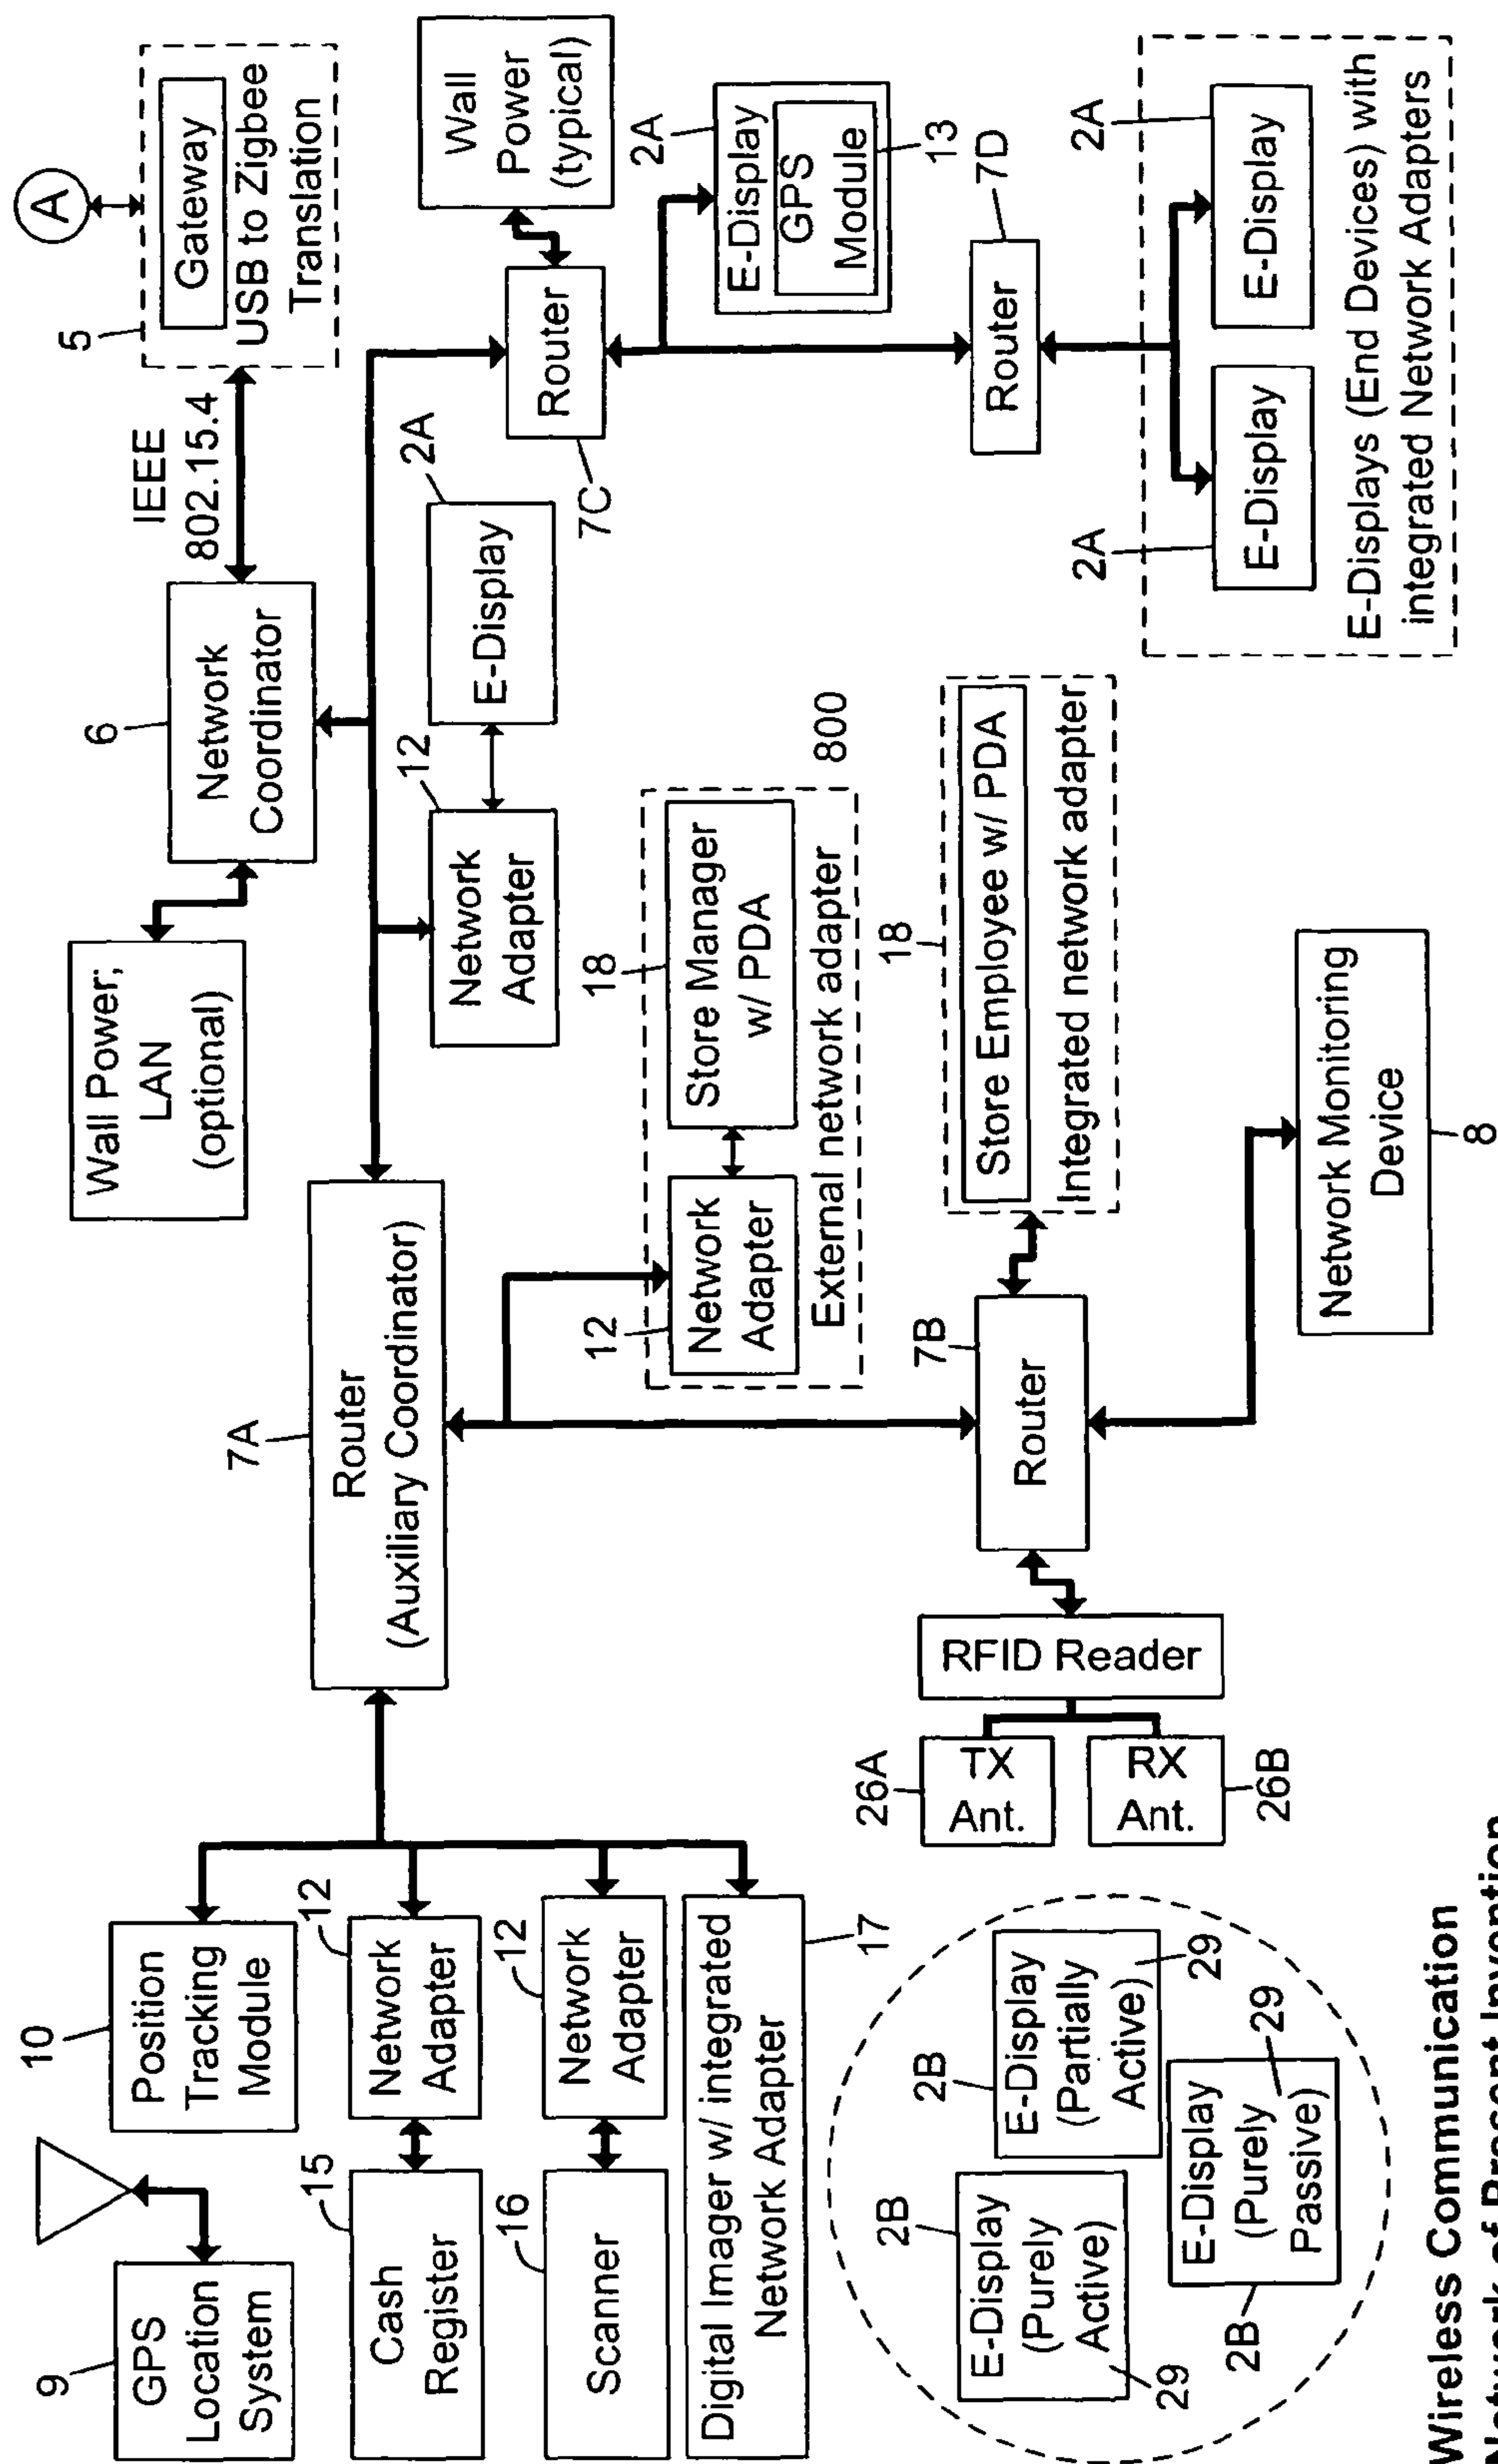 9
GPS
Location
System
10
Position
Tracking
Module
15
Cash
Register
12
Network
Adapter
16
Scanner
12
Network
Adapter
Digital Imager w/ integrated
Network Adapter
17
7A
Router
(Auxiliary Coordinator)
Wall Power;
LAN
(optional)
6
Network
Coordinator
IEEE
802.15.4
A
5
Gateway
USB to Zigbee
Translation
12
Network
Adapter
2A
E-Display
7C
Router
Wall
Power
(typical)
2A
E-Display
GPS
Module
13
7D
Router
2A
E-Display
2A
E-Display
E-Displays (End Devices) with
integrated Network Adapters
12
Network
Adapter
18
Store Manager
w/ PDA
External network adapter
800
18
Store Employee w/ PDA
Integrated network adapter
7B
Router
RFID Reader
26A
TX
Ant.
RX
Ant.
26B
Network Monitoring
Device
8
2B
E-Display
(Purely
Active)
29
2B
E-Display
(Partially
Active)
29
2B
E-Display
(Purely
Passive)
29
Wireless Communication
Network of Present Invention